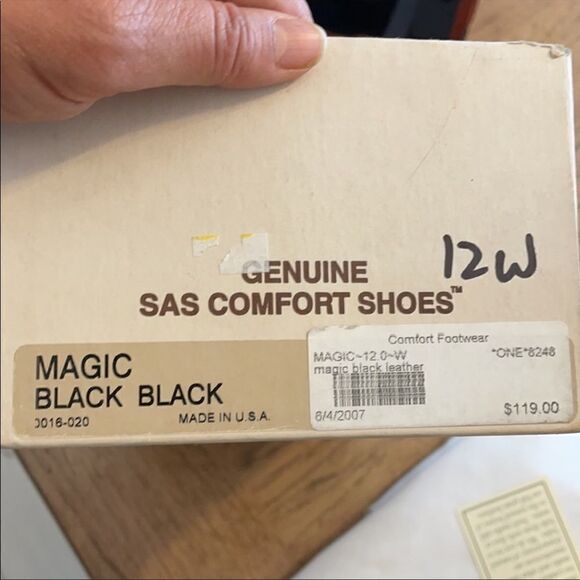 12W
GENUINE
SAS COMFORT SHOES™
MAGIC
BLACK BLACK
0016-020 MADE IN U.S.A.
Comfort Footwear
MAGIC~12.0~W *ONE*8248
magic black leather
6/4/2007 $119.00